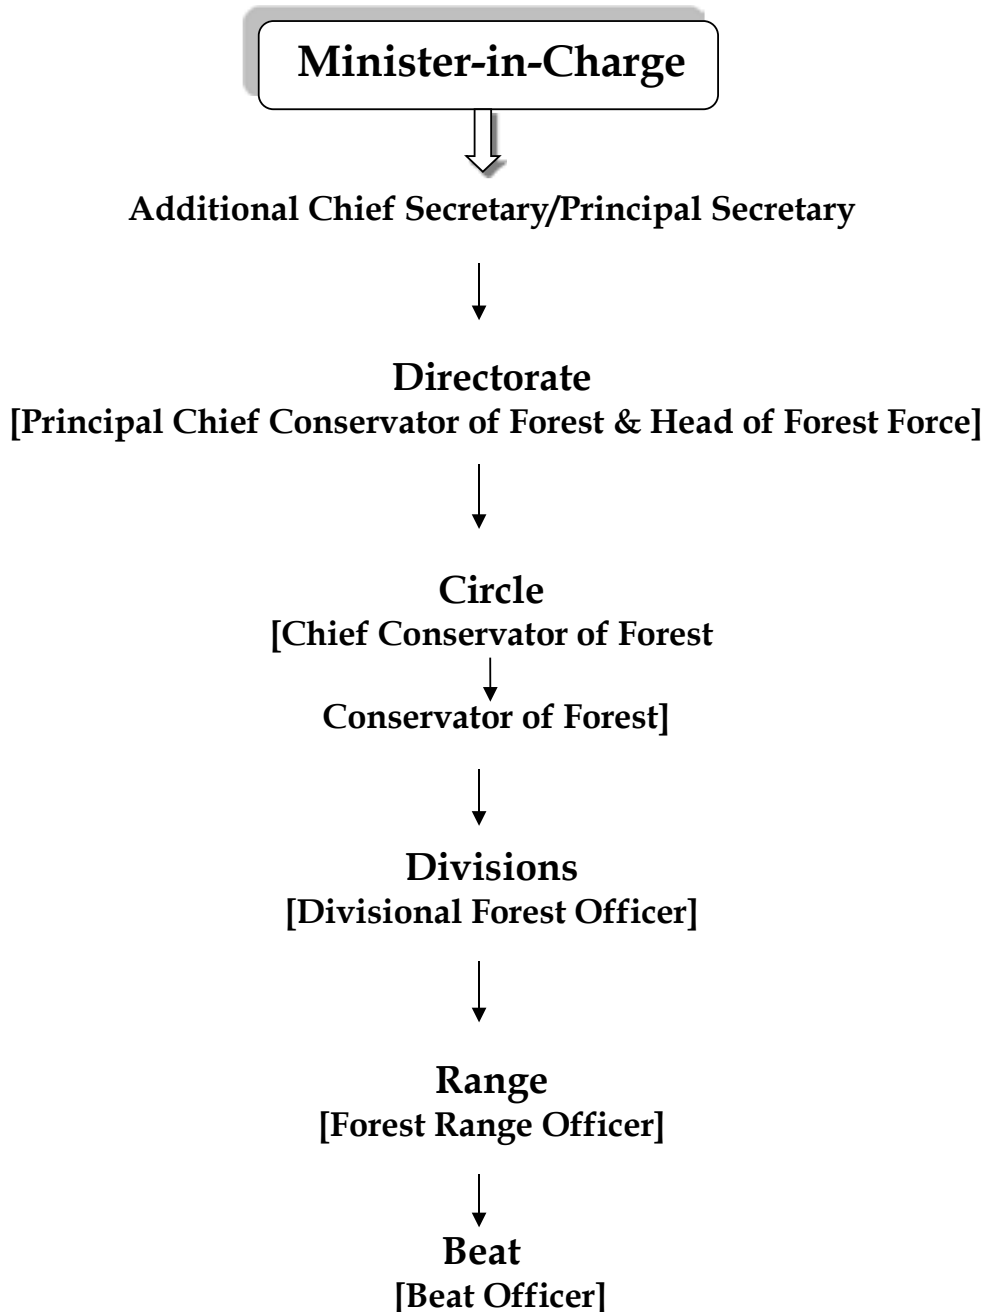 Minister-in-Charge
Additional Chief Secretary/Principal Secretary
Directorate
[Principal Chief Conservator of Forest & Head of Forest Force]
Circle
[Chief Conservator of Forest
Conservator of Forest]
Divisions
[Divisional Forest Officer]
Range
[Forest Range Officer]
Beat
[Beat Officer]